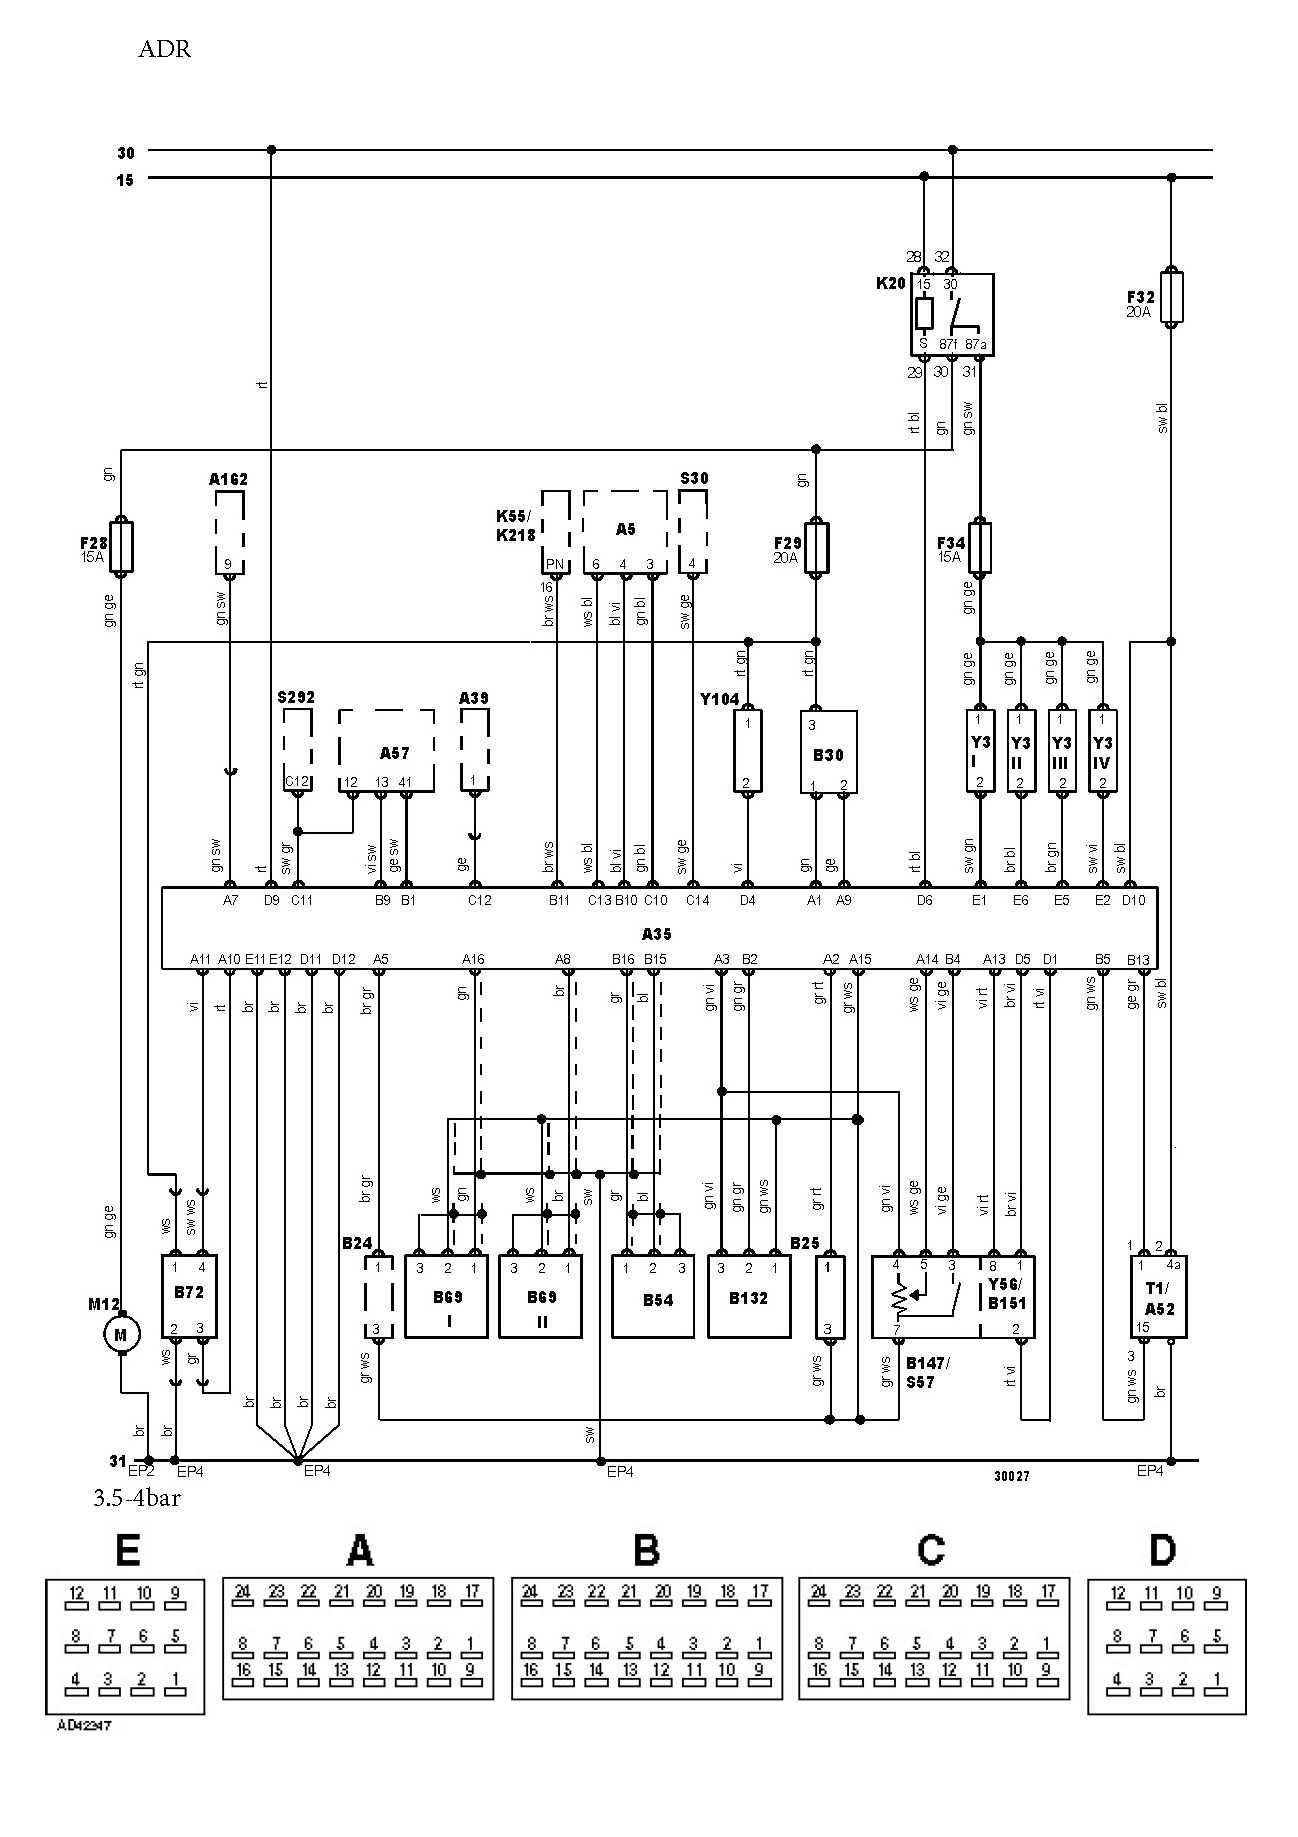 ADR
30
15
28 32
K20 15 30
S 87f 87a
29 30 31
F32
20A
rt
rt bl
gn
gn sw
sw bl
gn
A162
K55/
K218
A5
S30
gn
F28
15A
9
PN 6 4 3 4
16
F29
20A
F34
15A
gn ge
gn sw
br ws
ws bl
bl vi
gn bl
sw ge
gn ge
rt gn
rt gn
rt gn
gn ge
gn ge
gn ge
gn ge
S292
A57
A39
Y104
B30
Y3
I
Y3
II
Y3
III
Y3
IV
C12 12 13 41 1
1
2
3
1 2
1 1 1 1
2 2 2 2
gn sw
rt
sw gr
vi sw
ge sw
ge
br ws
ws bl
bl vi
gn bl
sw ge
vi
gn
ge
rt bl
sw gn
br bl
br gn
sw vi
sw bl
A7 D9 C11 B9 B1 C12 B11 C13 B10 C10 C14 D4 A1 A9 D6 E1 E6 E5 E2 D10
A35
A11 A10 E11 E12 D11 D12 A5 A16 A8 B16 B15 A3 B2 A2 A15 A14 B4 A13 D5 D1 B5 B13
vi
rt
br
br
br
br
br gr
gn
br
gr
bl
gn vi
gn gr
gr rt
gr ws
ws ge
vi ge
vi rt
br vi
rt vi
gn ws
ge gr
sw bl
gn ge
ws
sw ws
br gr
ws
gn
ws
br
sw
gr
bl
gn vi
gn gr
gn ws
gr rt
gn vi
ws ge
vi ge
vi rt
br vi
B24
B25
1 2
1 4
B72
2 3
M12
M
1
3
3 2 1
B69
I
3 2 1
B69
II
1 2 3
B54
3 2 1
B132
1
3
4 5 3
7
8 1
Y56/
B151
2
1 4a
T1/
A52
15
3
B147/
S57
ws
gr
gr ws
gr ws
gr ws
rt vi
gn ws
br
br
br
br
br
br
br
sw
31
EP2 EP4 EP4 EP4 30027 EP4
3.5-4bar
E A B C D
12 11 10 9
8 7 6 5
4 3 2 1
24 23 22 21 20 19 18 17
8 7 6 5 4 3 2 1
16 15 14 13 12 11 10 9
24 23 22 21 20 19 18 17
8 7 6 5 4 3 2 1
16 15 14 13 12 11 10 9
24 23 22 21 20 19 18 17
8 7 6 5 4 3 2 1
16 15 14 13 12 11 10 9
12 11 10 9
8 7 6 5
4 3 2 1
AD42347